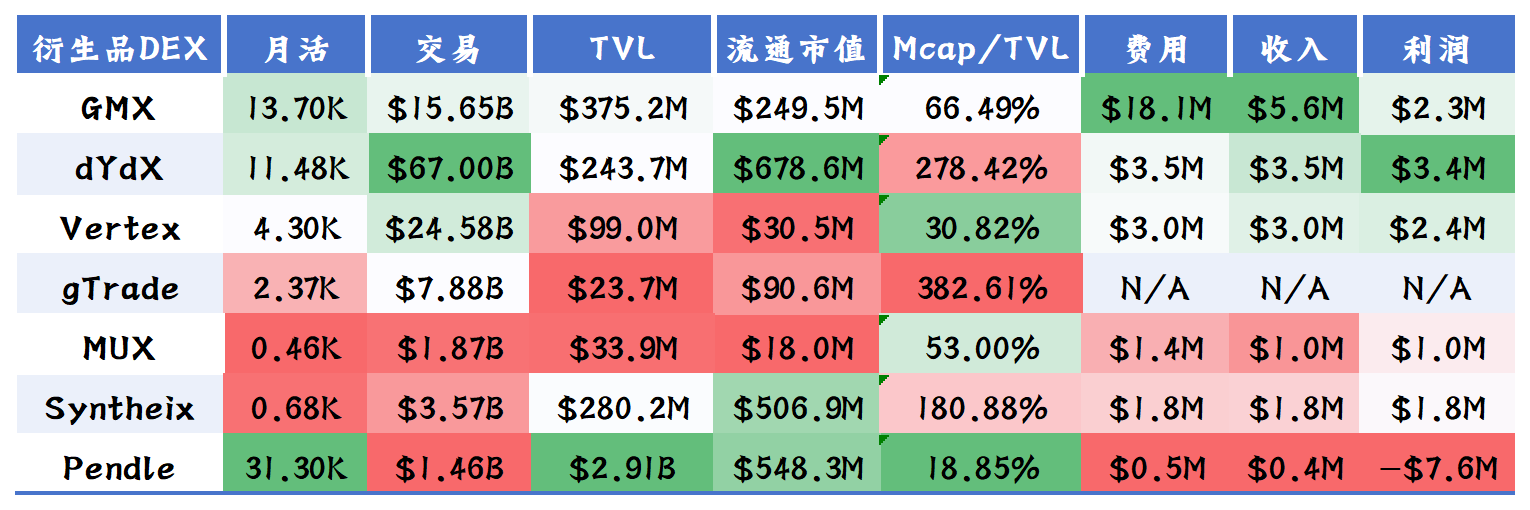 衍生品DEX 月活 交易 TVL 流通市值 Mcap/TVL 费用 收入 利润
GMX 13.70K $15.65B $375.2M $249.5M 66.49% $18.1M $5.6M $2.3M
dYdX 11.48K $67.00B $243.7M $678.6M 278.42% $3.5M $3.5M $3.4M
Vertex 4.30K $24.58B $99.0M $30.5M 30.82% $3.0M $3.0M $2.4M
gTrade 2.37K $7.88B $23.7M $90.6M 382.61% N/A N/A N/A
MUX 0.46K $1.87B $33.9M $18.0M 53.00% $1.4M $1.0M $1.0M
Syntheix 0.68K $3.57B $280.2M $506.9M 180.88% $1.8M $1.8M $1.8M
Pendle 31.30K $1.46B $2.91B $548.3M 18.85% $0.5M $0.4M –$7.6M